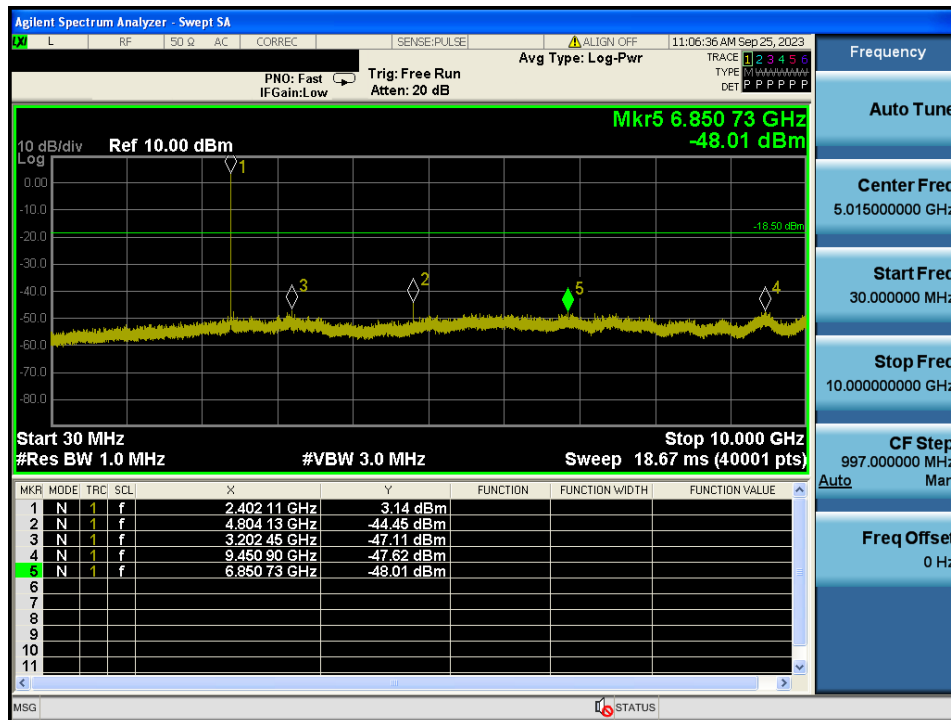 Agilent Spectrum Analyzer - Swept SA
LXI L RF 50 Ω AC CORREC SENSE:PULSE ALIGN OFF 11:06:36 AM Sep 25, 2023
Avg Type: Log-Pwr TRACE 1 2 3 4 5 6
PNO: Fast Trig: Free Run TYPE M W W W W W
IFGain:Low Atten: 20 dB DET P P P P P P
Mkr5 6.850 73 GHz
-48.01 dBm
10 dB/div Ref 10.00 dBm
Log
1
0.00
-10.0
-18.50 dBm
-20.0
-30.0
3 2 5 4
-40.0
-50.0
-60.0
-70.0
-80.0
Start 30 MHz Stop 10.000 GHz
#Res BW 1.0 MHz #VBW 3.0 MHz Sweep 18.67 ms (40001 pts)
MKR MODE TRC SCL X Y FUNCTION FUNCTION WIDTH FUNCTION VALUE
1 N 1 f 2.402 11 GHz 3.14 dBm
2 N 1 f 4.804 13 GHz -44.45 dBm
3 N 1 f 3.202 45 GHz -47.11 dBm
4 N 1 f 9.450 90 GHz -47.62 dBm
5 N 1 f 6.850 73 GHz -48.01 dBm
6
7
8
9
10
11
MSG STATUS
Frequency
Auto Tune
Center Freq
5.015000000 GHz
Start Freq
30.000000 MHz
Stop Freq
10.000000000 GHz
CF Step
997.000000 MHz
Auto Man
Freq Offset
0 Hz